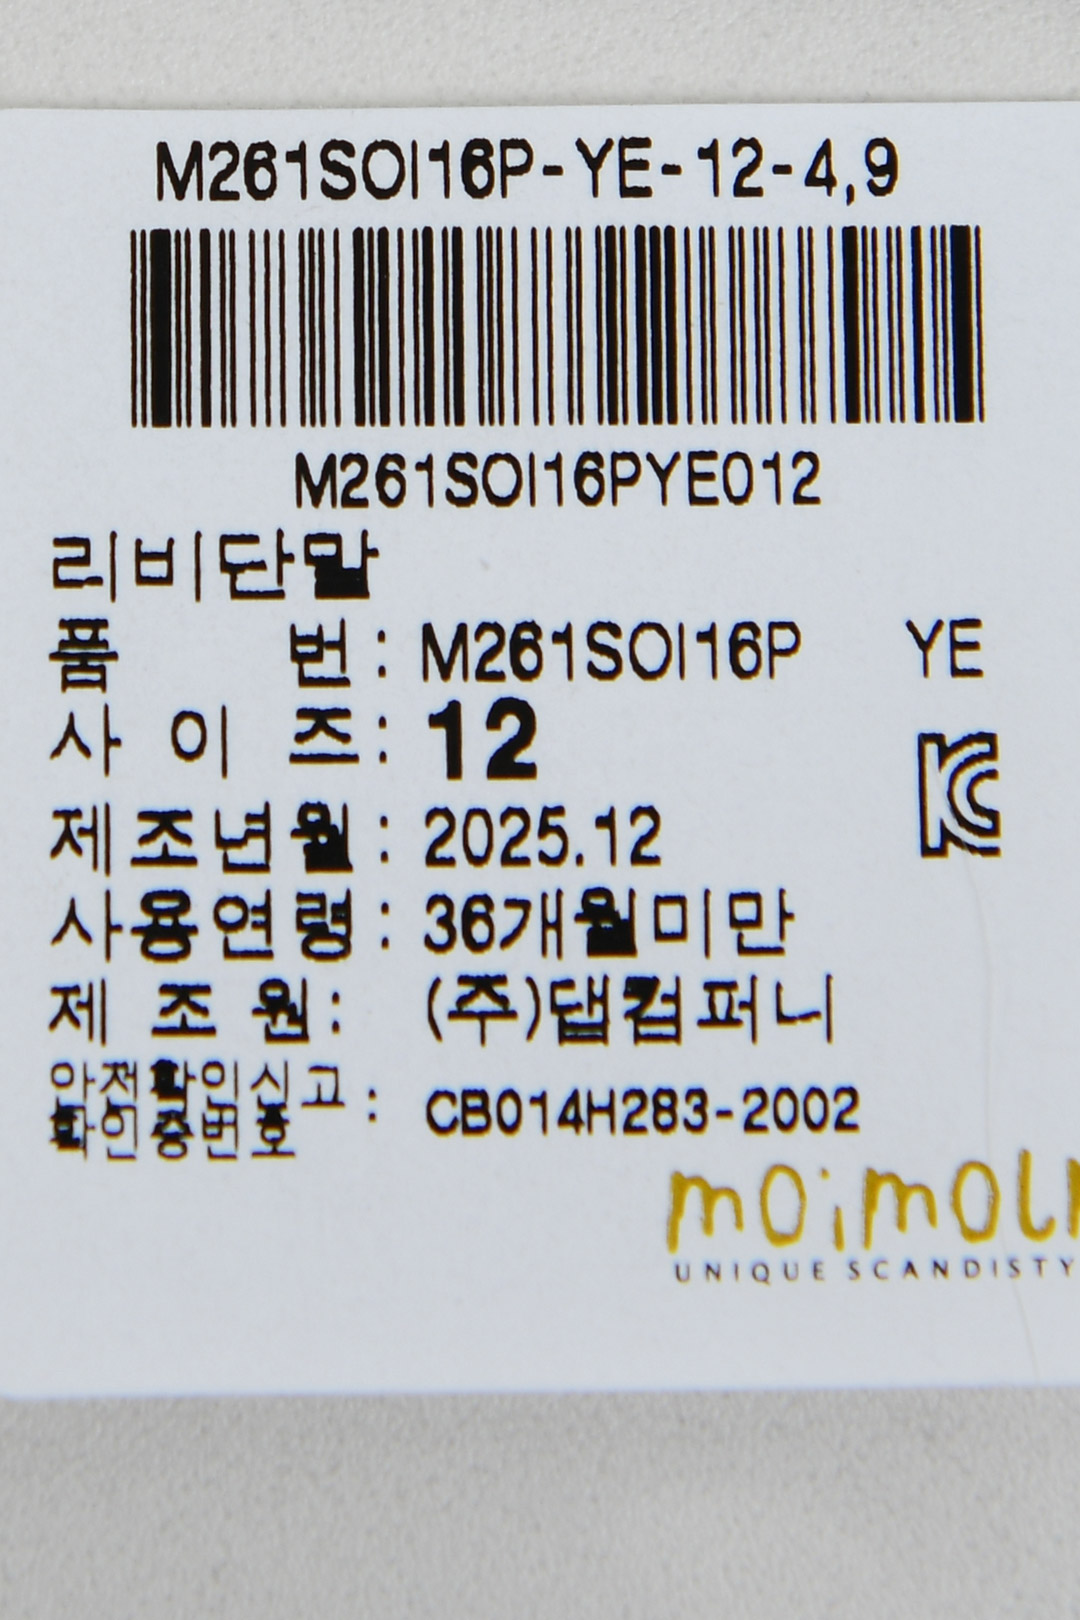 M261SOI16P-YE-12-4,9
M261SOI16PYE012
리비단말
품 번 : M261SOI16P YE
사 이 즈 : 12
제조년월 : 2025.12
사용연령 : 36개월미만
제 조 원 : (주)댑컴퍼니
안전확인신고
확인증번호 : CB014H283-2002
moimoln
UNIQUE SCANDISTY